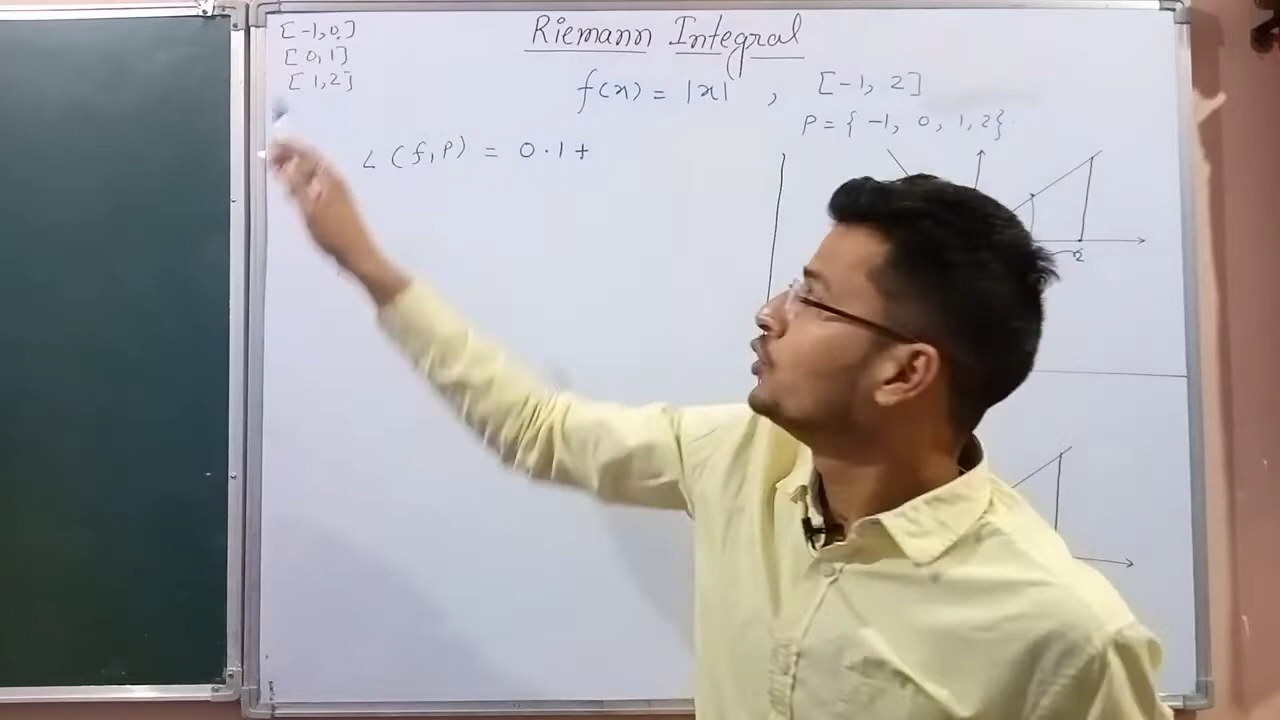 Riemann Integral
[-1,0]
[0,1]
[1,2]
f(x) = |x| , [-1, 2]
P = { -1, 0, 1, 2}
L (f, P) = 0.1 +
2